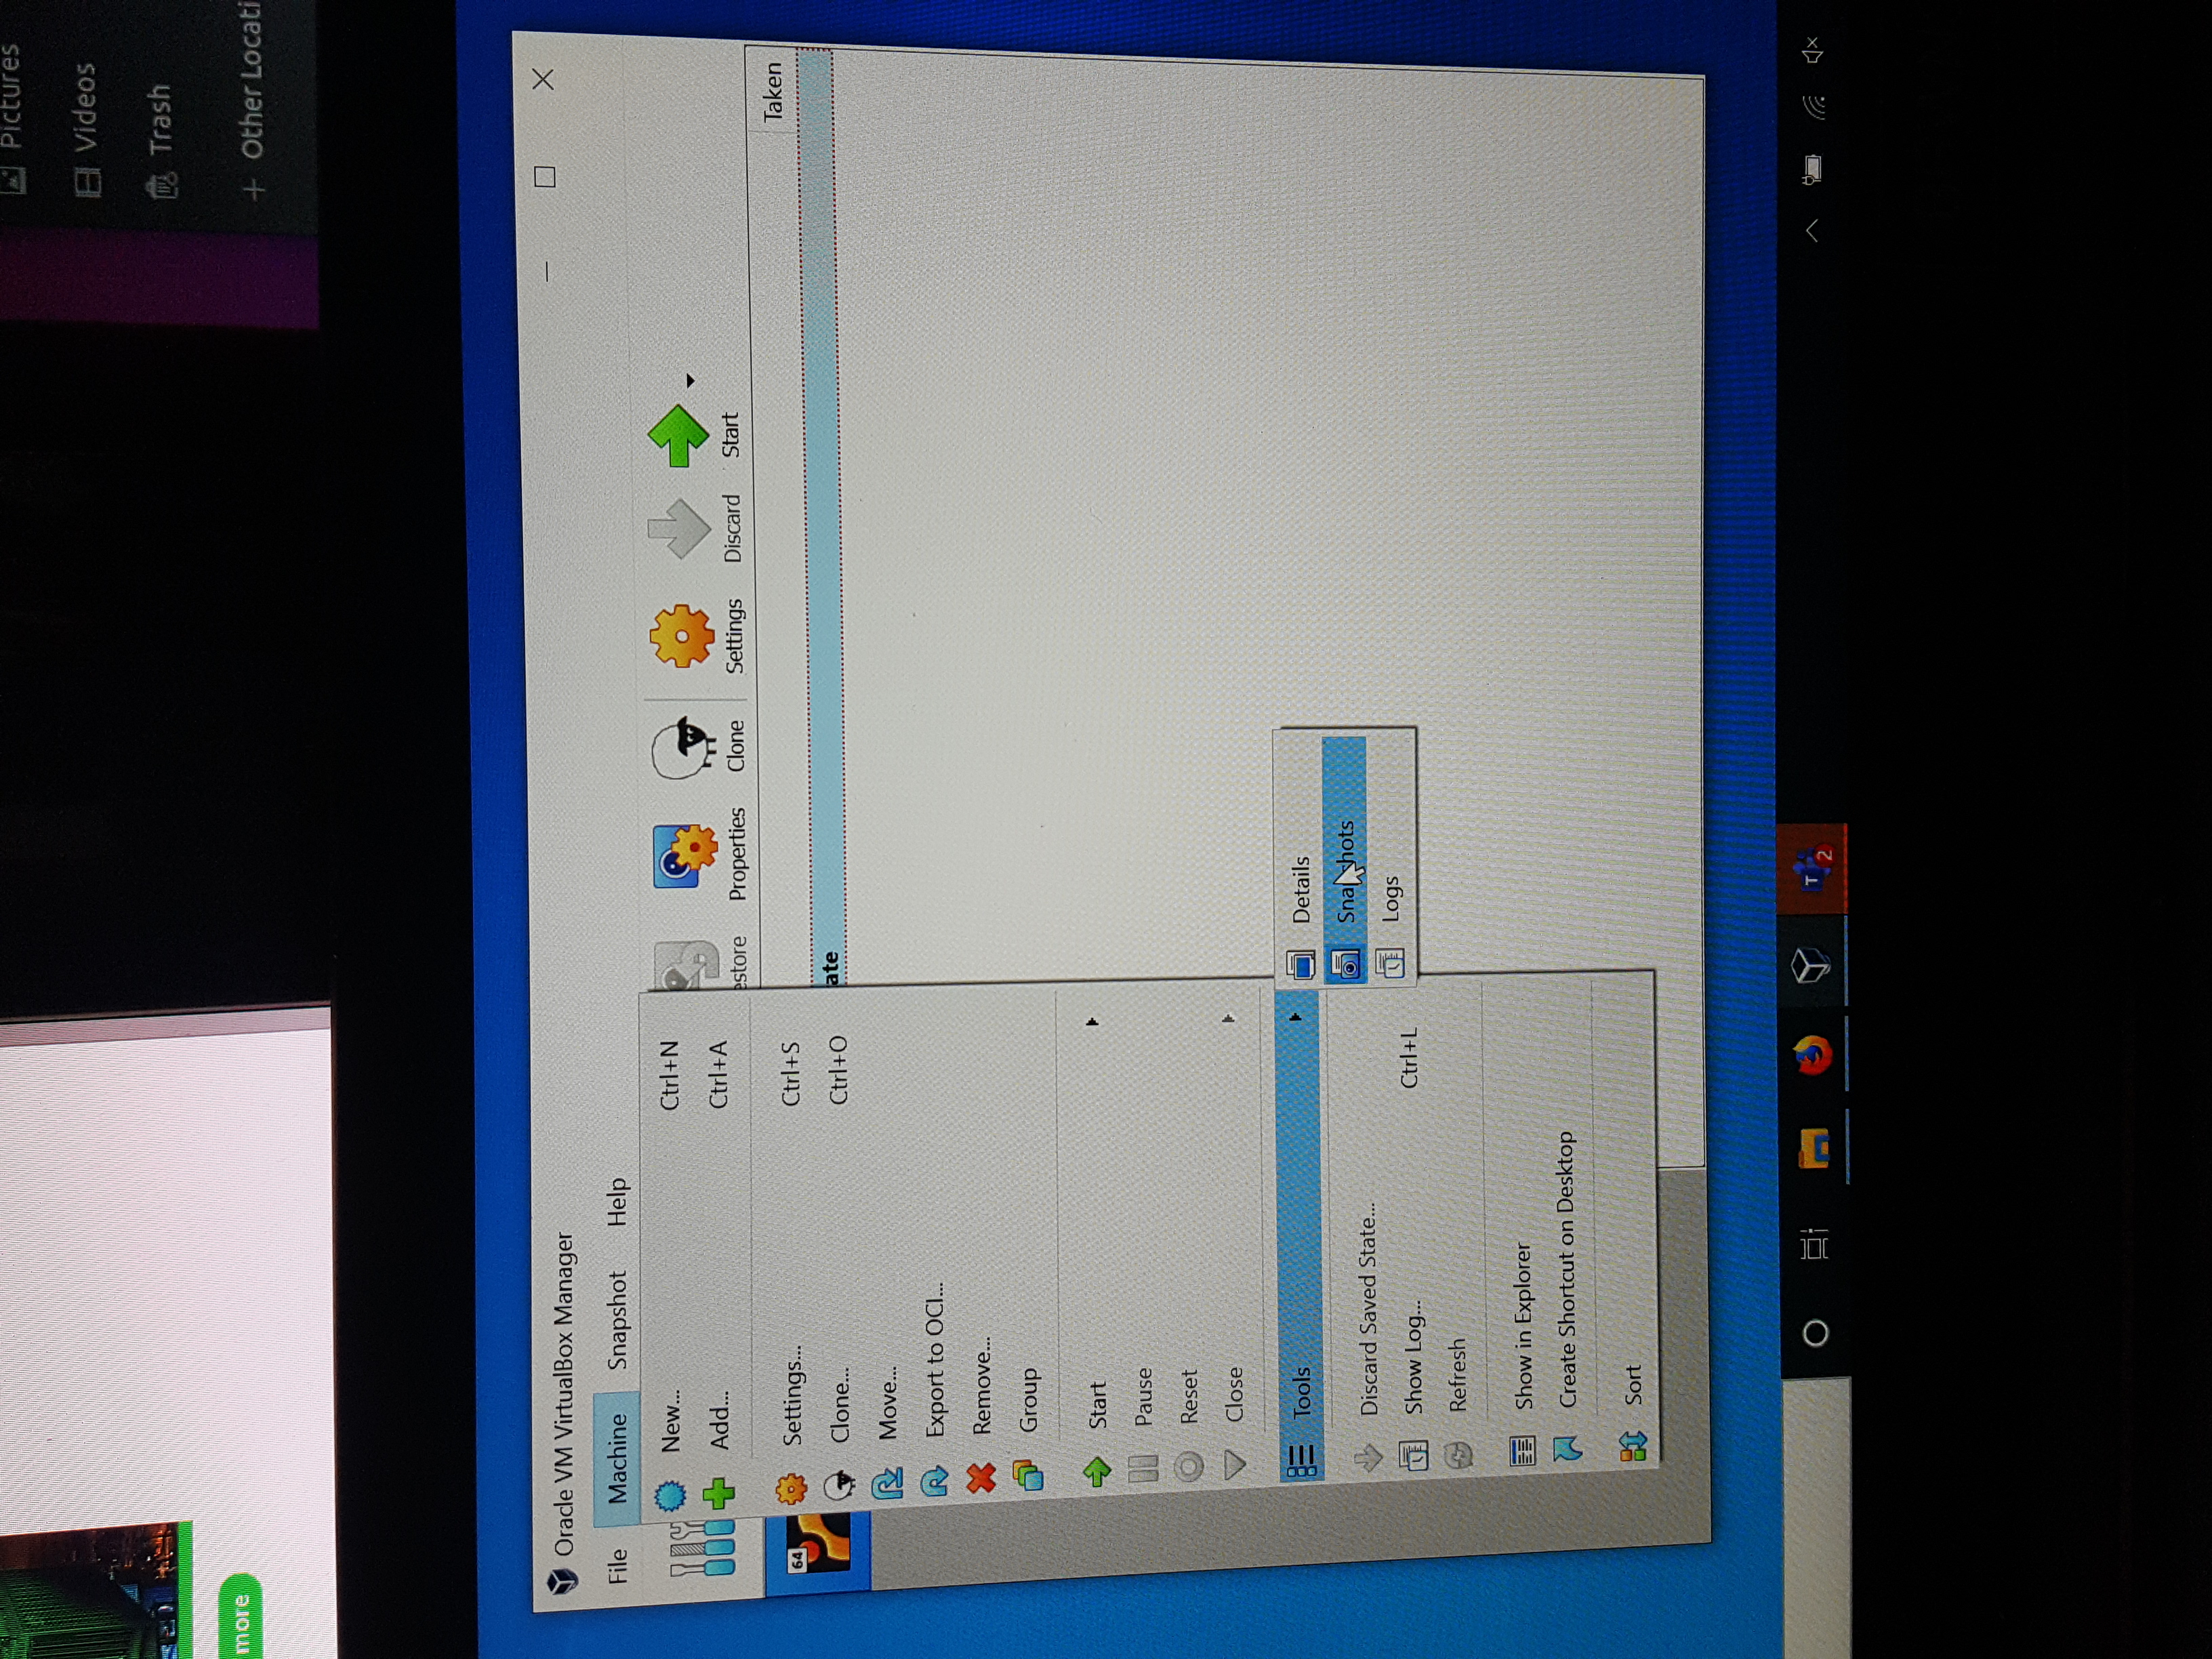 Pictures
Videos
Trash
Other Locati
more
Oracle VM VirtualBox Manager
File Machine Snapshot Help
New... Ctrl+N
Add... Ctrl+A
estore Properties Clone Settings Discard Start
Taken
64
Settings... Ctrl+S
ate
Clone... Ctrl+O
Move...
Export to OCI...
Remove...
Group
Start
Pause
Reset
Close
Tools
Details
Snapshots
Logs
Discard Saved State...
Show Log... Ctrl+L
Refresh
Show in Explorer
Create Shortcut on Desktop
Sort
T 2